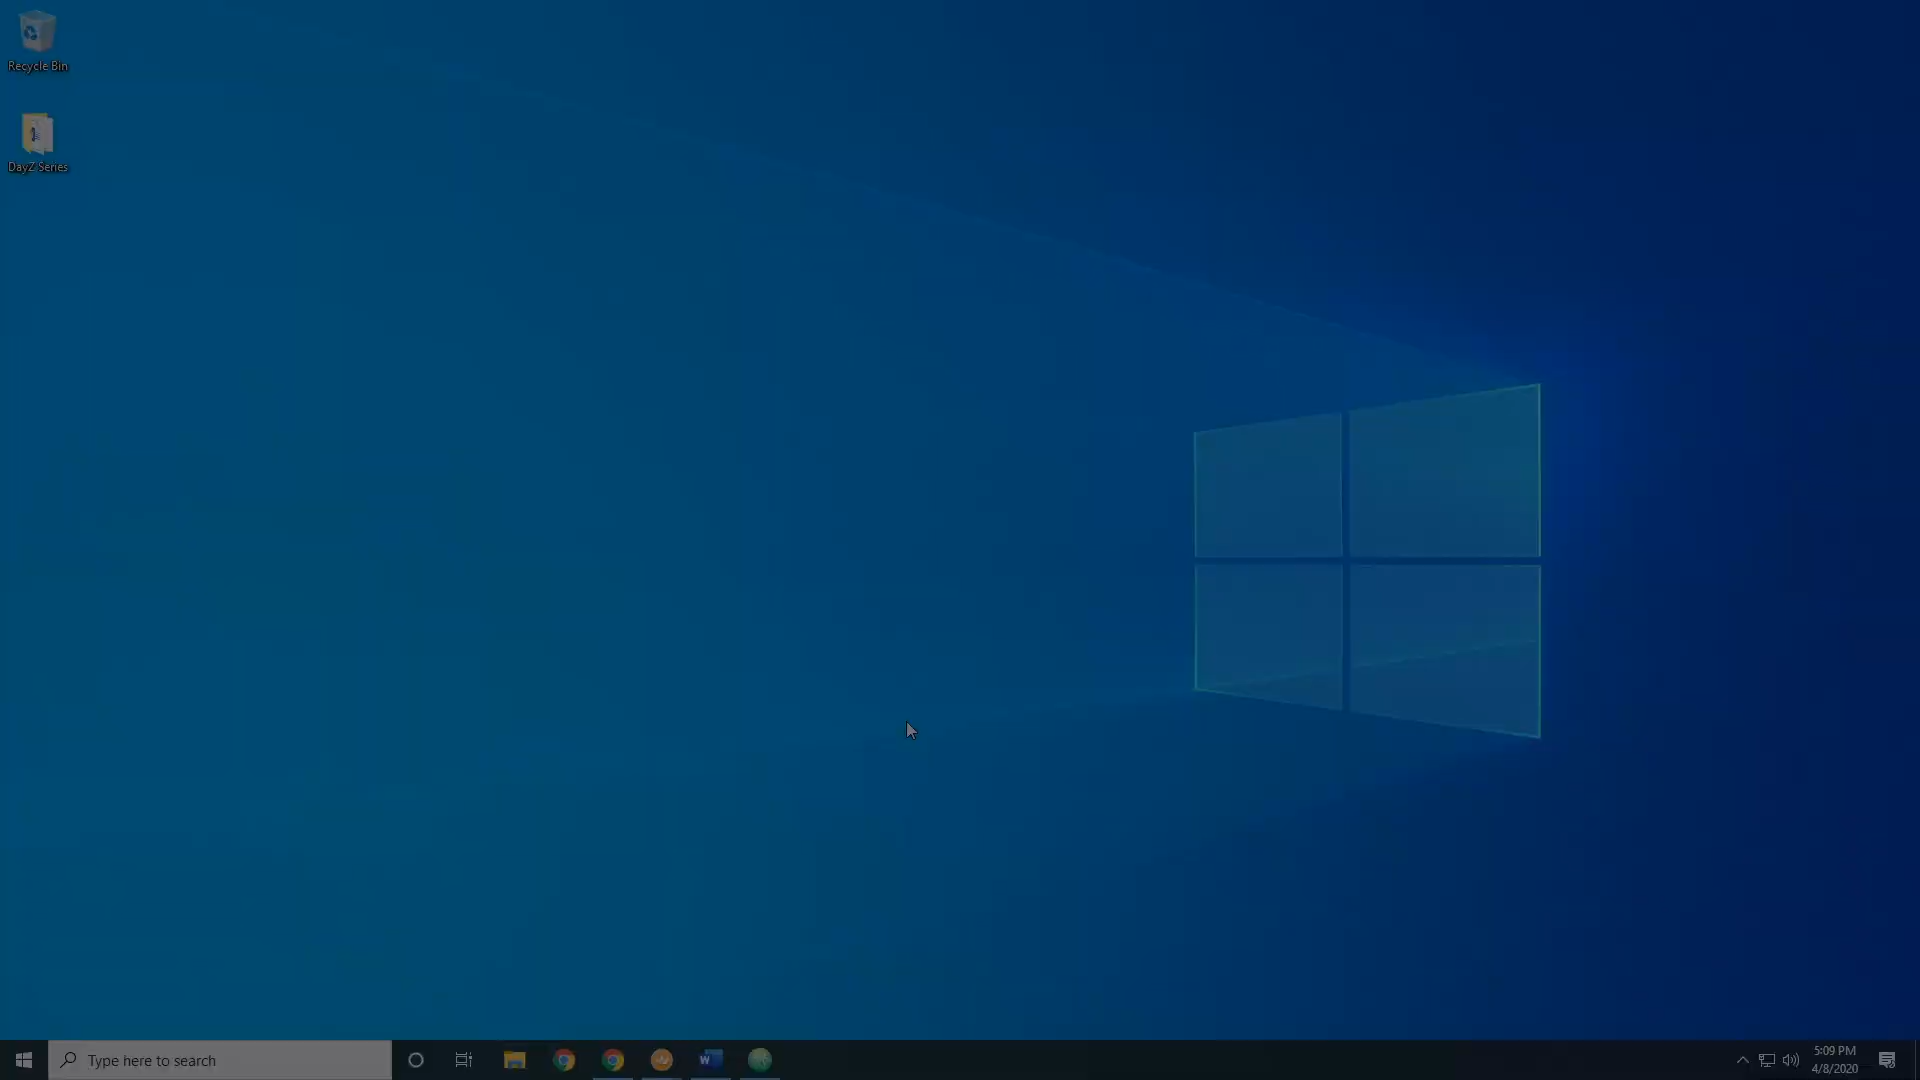 Recycle Bin
DayZ Series
Type here to search
W
5:09 PM
4/8/2020